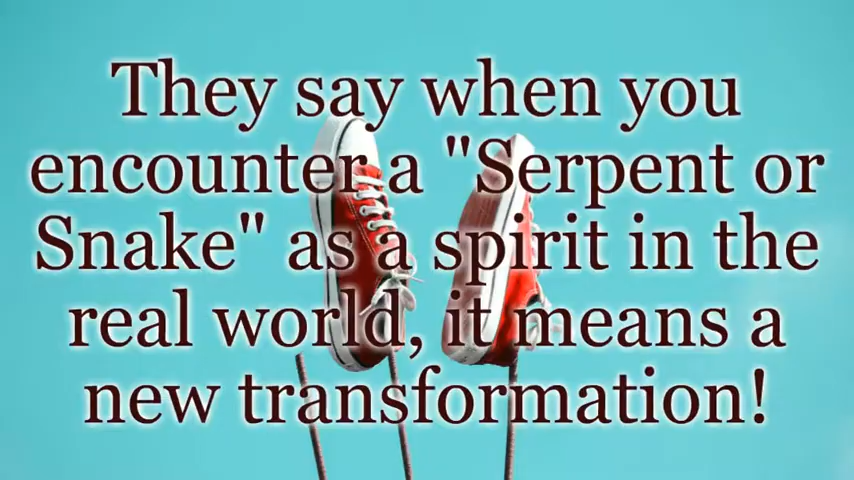 They say when you
encounter a "Serpent or
Snake" as a spirit in the
real world, it means a
new transformation!